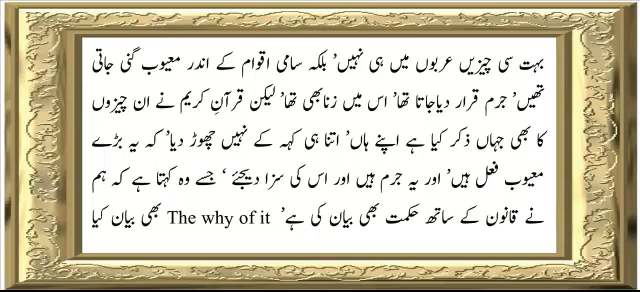 بہت سی چیزیں عربوں میں ہی نہیں’ بلکہ سامی اقوام کے اندر معیوب گنی جاتی
تھیں’ جرم قرار دیاجاتا تھا’ اس میں زنابھی تھا’ لیکن قرآنِ کریم نے ان چیزوں
کا بھی جہاں ذکر کیا ہے اپنے ہاں’ اتنا ہی کہہ کے نہیں چھوڑ دیا’ کہ یہ بڑے
معیوب فعل ہیں’ اور یہ جرم ہیں اور اس کی سزا دیجئے ‘ جسے وہ کہتا ہے کہ ہم
نے قانون کے ساتھ حکمت بھی بیان کی ہے’ The why of it بھی بیان کیا